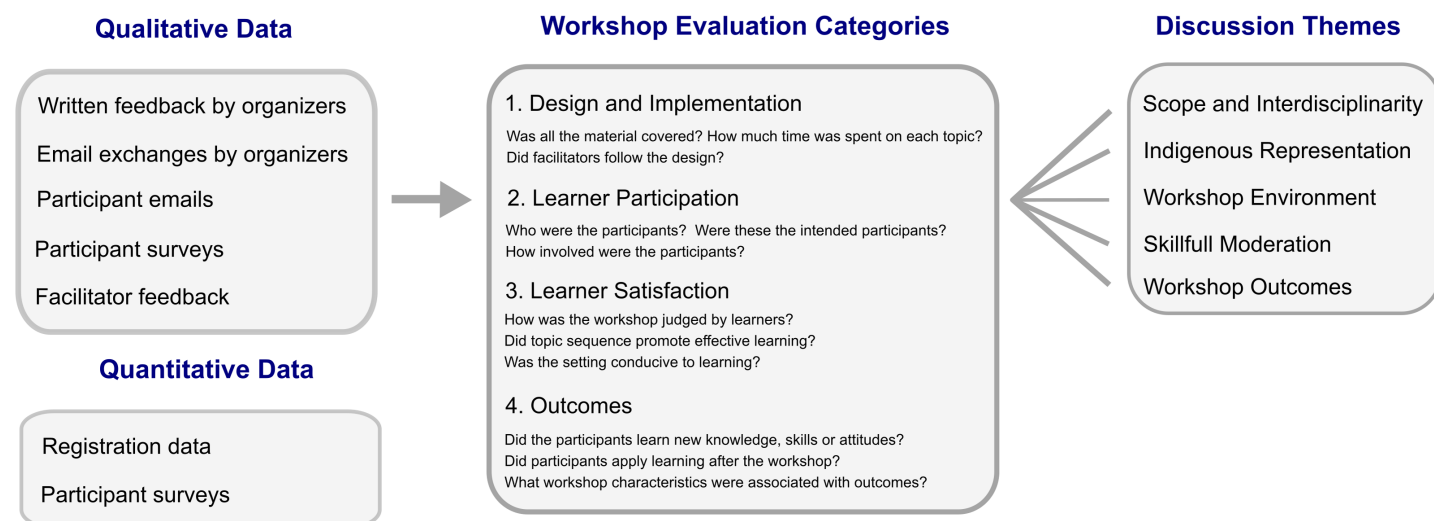 Qualitative Data
Written feedback by organizers
Email exchanges by organizers
Participant emails
Participant surveys
Facilitator feedback
Quantitative Data
Registration data
Participant surveys
Workshop Evaluation Categories
1. Design and Implementation
Was all the material covered? How much time was spent on each topic?
Did facilitators follow the design?
2. Learner Participation
Who were the participants? Were these the intended participants?
How involved were the participants?
3. Learner Satisfaction
How was the workshop judged by learners?
Did topic sequence promote effective learning?
Was the setting conducive to learning?
4. Outcomes
Did the participants learn new knowledge, skills or attitudes?
Did participants apply learning after the workshop?
What workshop characteristics were associated with outcomes?
Discussion Themes
Scope and Interdisciplinarity
Indigenous Representation
Workshop Environment
Skillfull Moderation
Workshop Outcomes